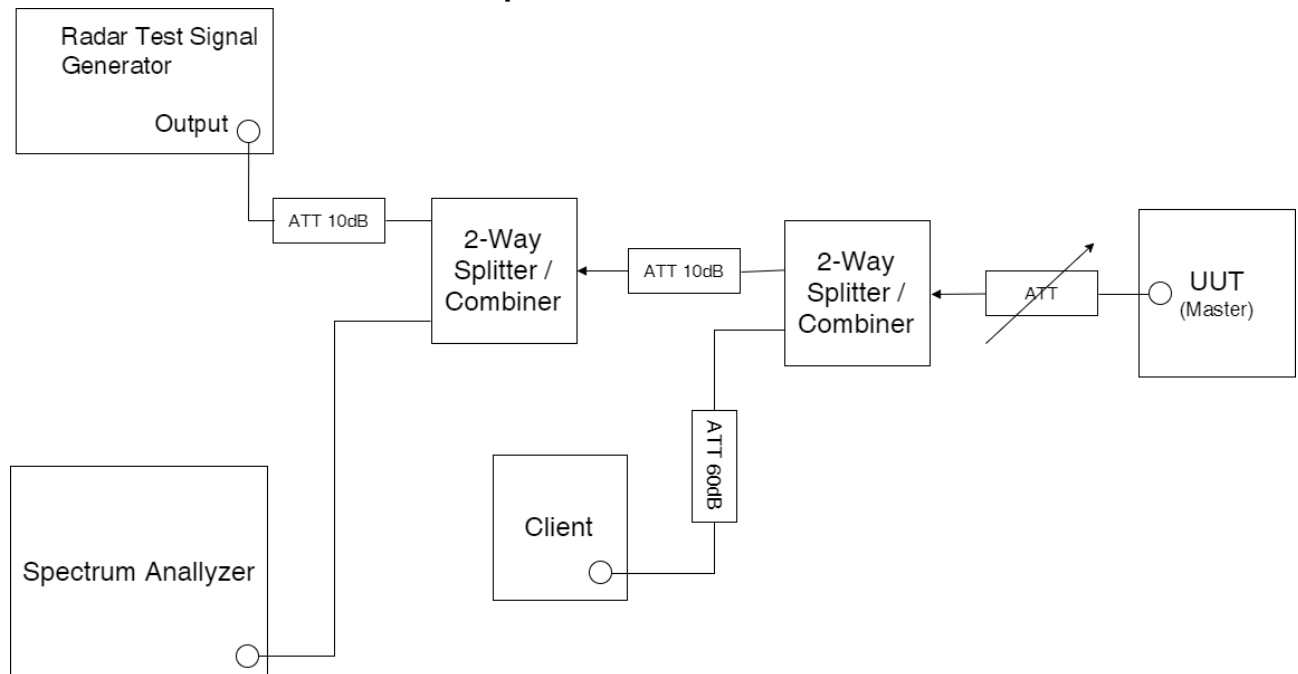 Radar Test Signal
Generator
Output
ATT 10dB
2-Way
Splitter /
Combiner
ATT 10dB
2-Way
Splitter /
Combiner
ATT
UUT
(Master)
ATT 60dB
Client
Spectrum Anallyzer